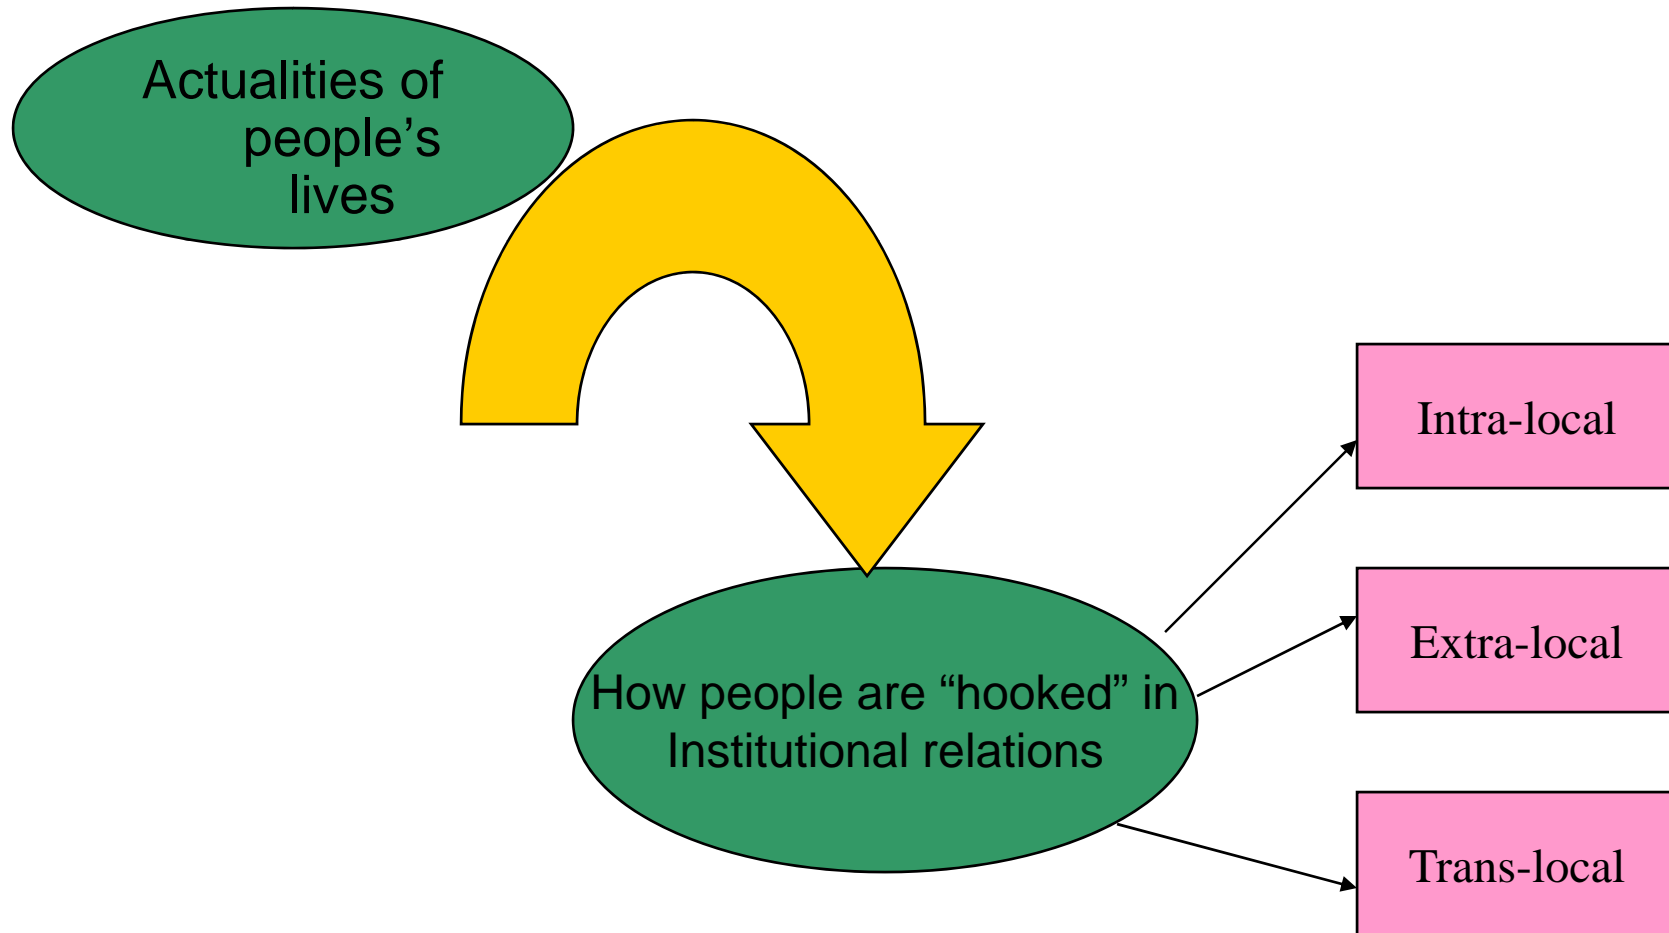 Actualities of
people’s
lives
How people are “hooked” in
Institutional relations
Intra-local
Extra-local
Trans-local